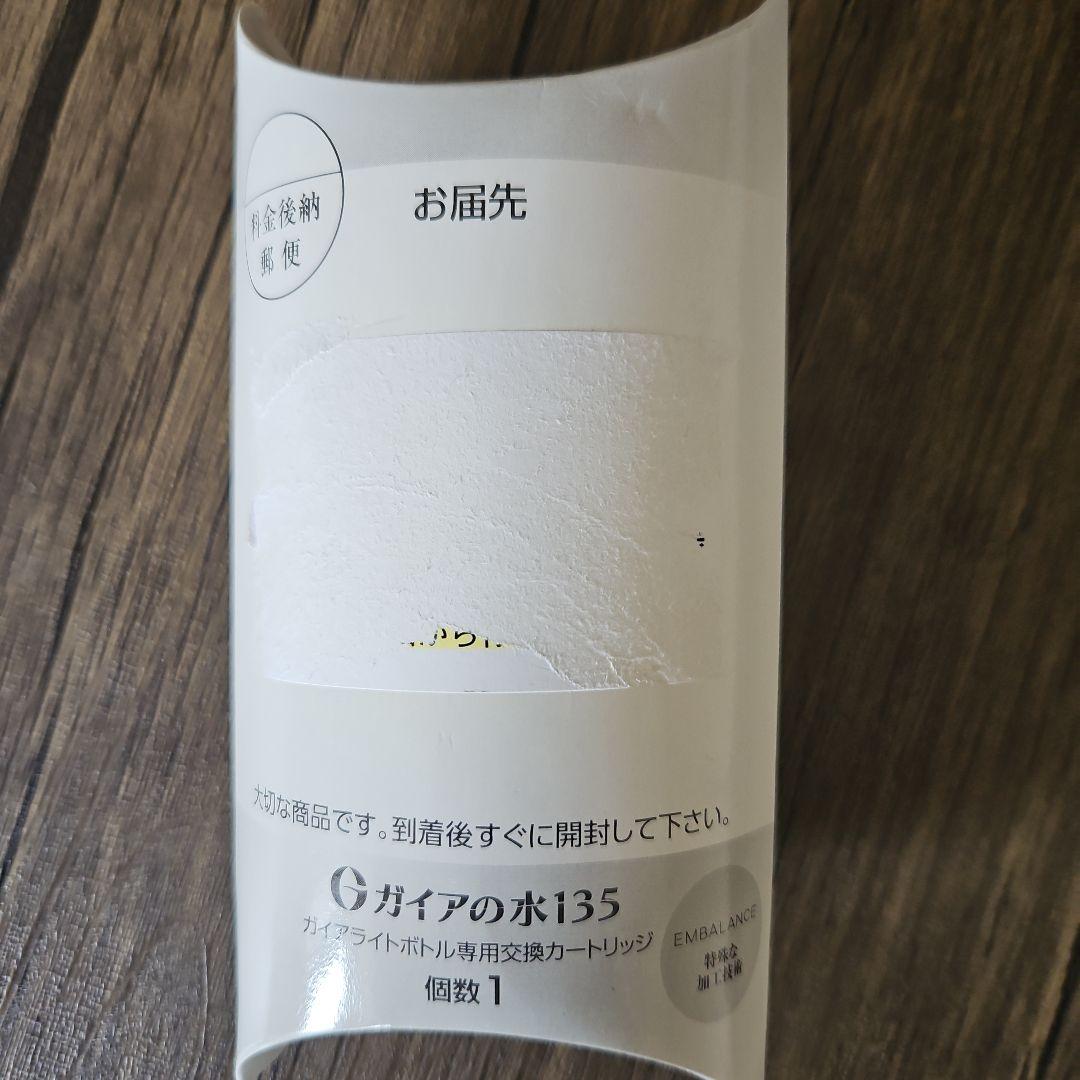 料金後納
郵便
お届先
から
大切な商品です。到着後すぐに開封して下さい。
ガイアの水135
ガイアライトボトル専用交換カートリッジ
個数1
EMBALANCE
特殊な
加工技術